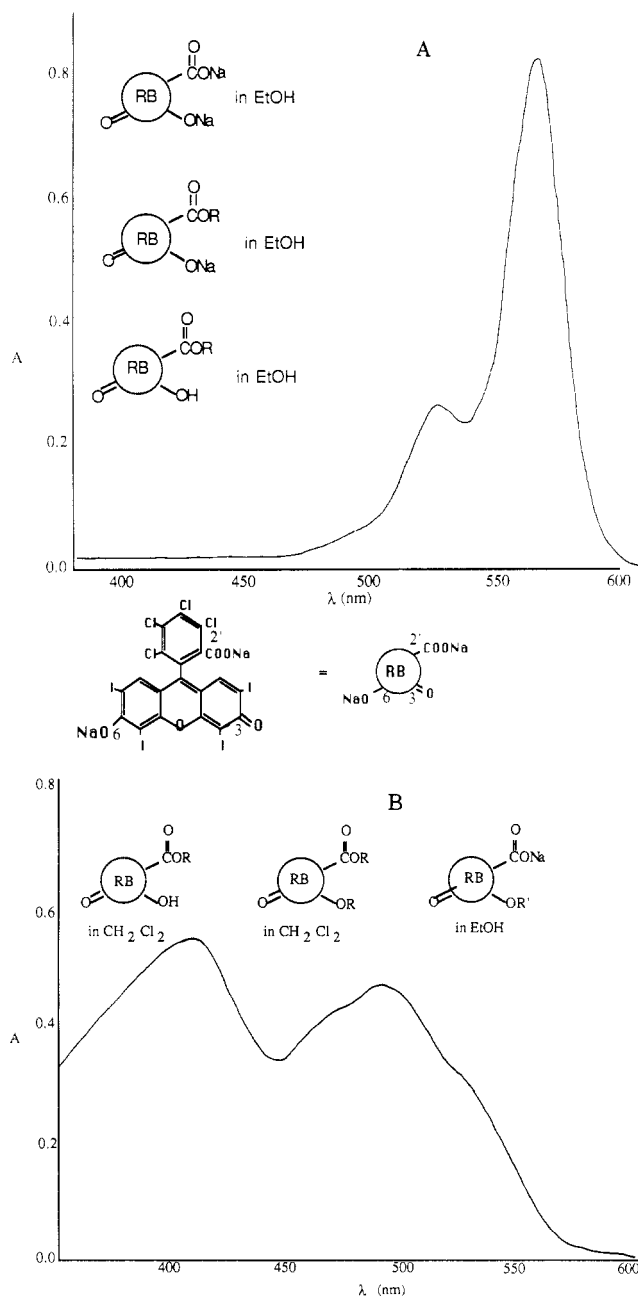 A
0.8
0.6
0.4
0.2
0.0
A
O
CONa
RB
O
ONa
in EtOH
O
COR
RB
O
ONa
in EtOH
O
COR
RB
O
OH
in EtOH
400
450
500
550
600
λ (nm)
Cl
Cl
Cl
2'
Cl
COONa
I
I
NaO
6
O
3
O
I
I
=
2'
COONa
RB
NaO
6
3
O
B
0.8
0.6
0.4
0.2
0.0
A
O
COR
RB
O
OH
in CH2Cl2
O
COR
RB
O
OR
in CH2Cl2
O
CONa
RB
O
OR'
in EtOH
400
450
500
550
600
λ (nm)